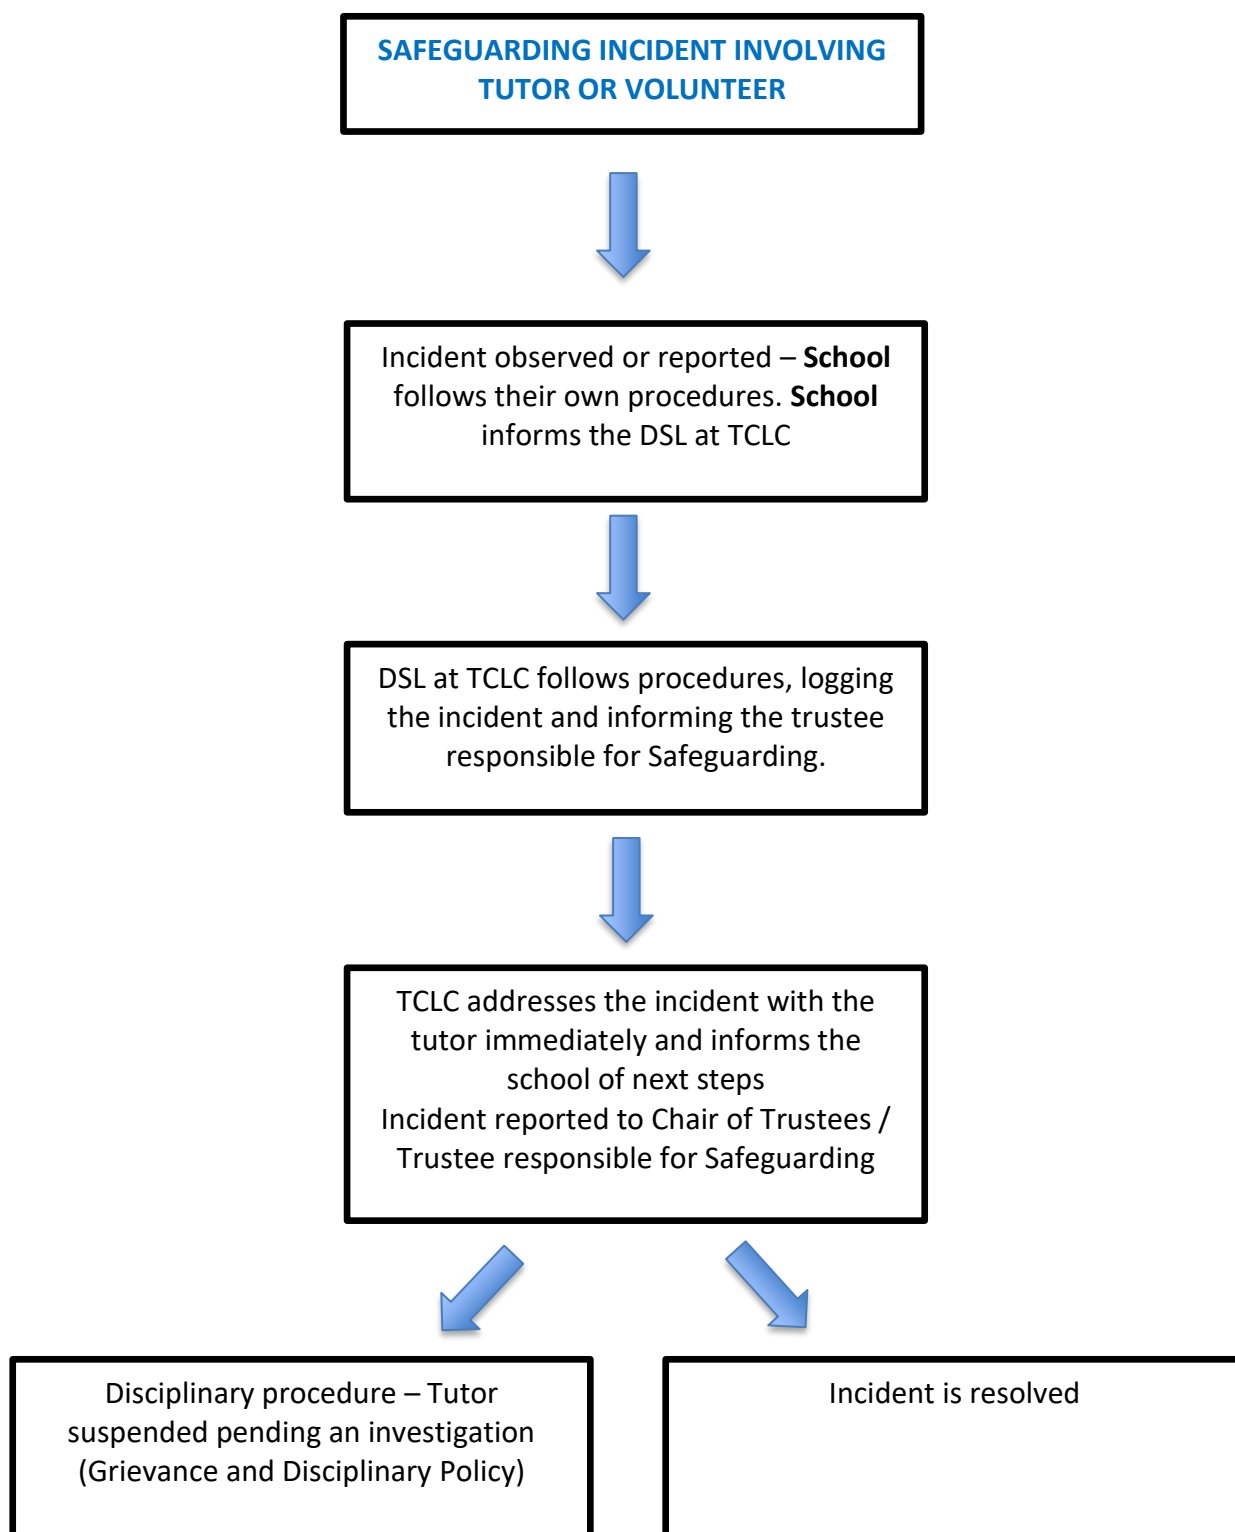 SAFEGUARDING INCIDENT INVOLVING
TUTOR OR VOLUNTEER
Incident observed or reported – School
follows their own procedures. School
informs the DSL at TCLC
DSL at TCLC follows procedures, logging
the incident and informing the trustee
responsible for Safeguarding.
TCLC addresses the incident with the
tutor immediately and informs the
school of next steps
Incident reported to Chair of Trustees /
Trustee responsible for Safeguarding
Disciplinary procedure – Tutor
suspended pending an investigation
(Grievance and Disciplinary Policy)
Incident is resolved